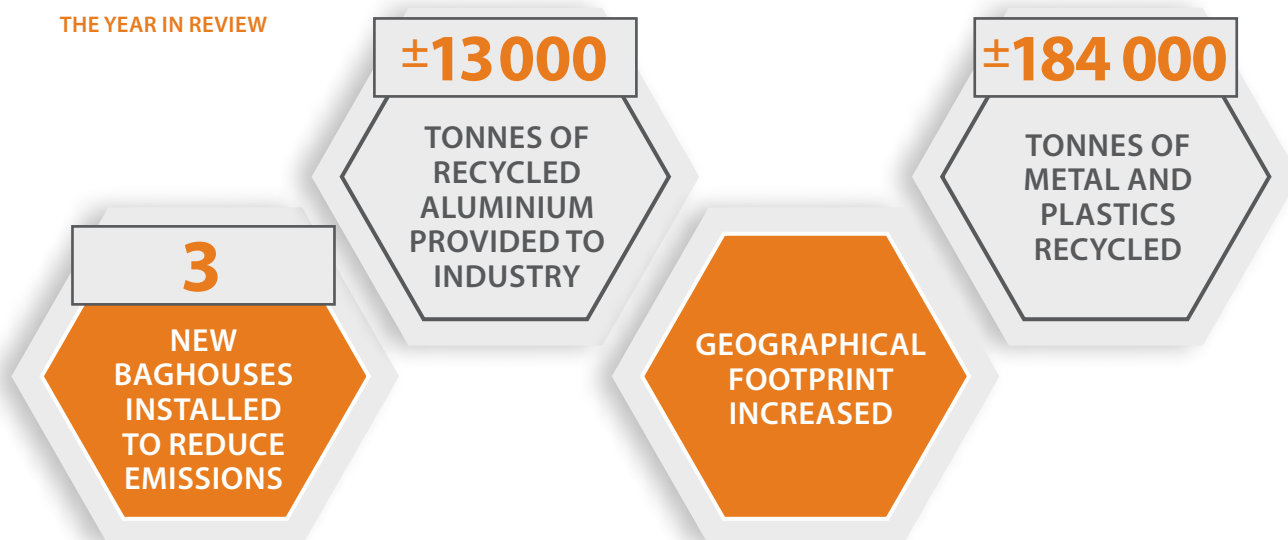 THE YEAR IN REVIEW
3
NEW
BAGHOUSES
INSTALLED
TO REDUCE
EMISSIONS
±13 000
TONNES OF
RECYCLED
ALUMINIUM
PROVIDED TO
INDUSTRY
GEOGRAPHICAL
FOOTPRINT
INCREASED
±184 000
TONNES OF
METAL AND
PLASTICS
RECYCLED